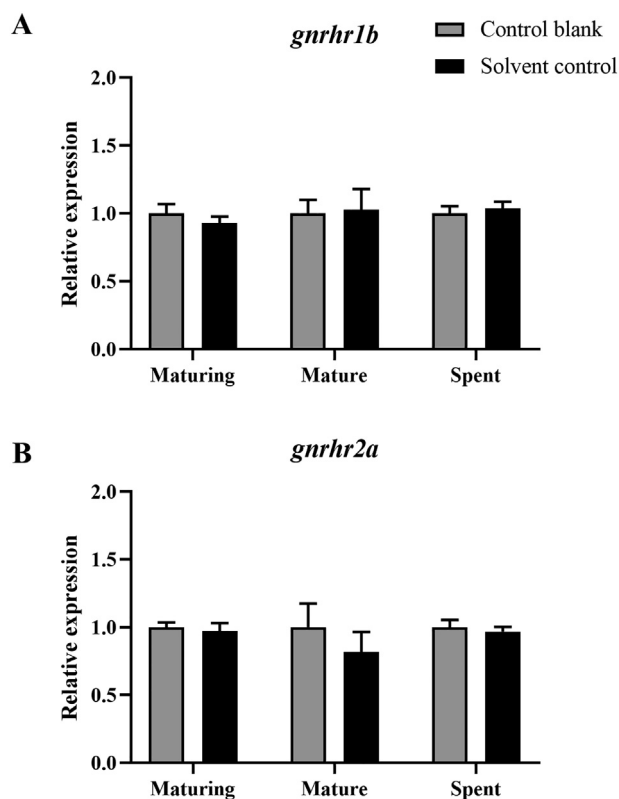 A
gnrhr1b
Control blank
Solvent control
Relative expression
2.0
1.5
1.0
0.5
0.0
Maturing Mature Spent
B
gnrhr2a
Relative expression
2.0
1.5
1.0
0.5
0.0
Maturing Mature Spent